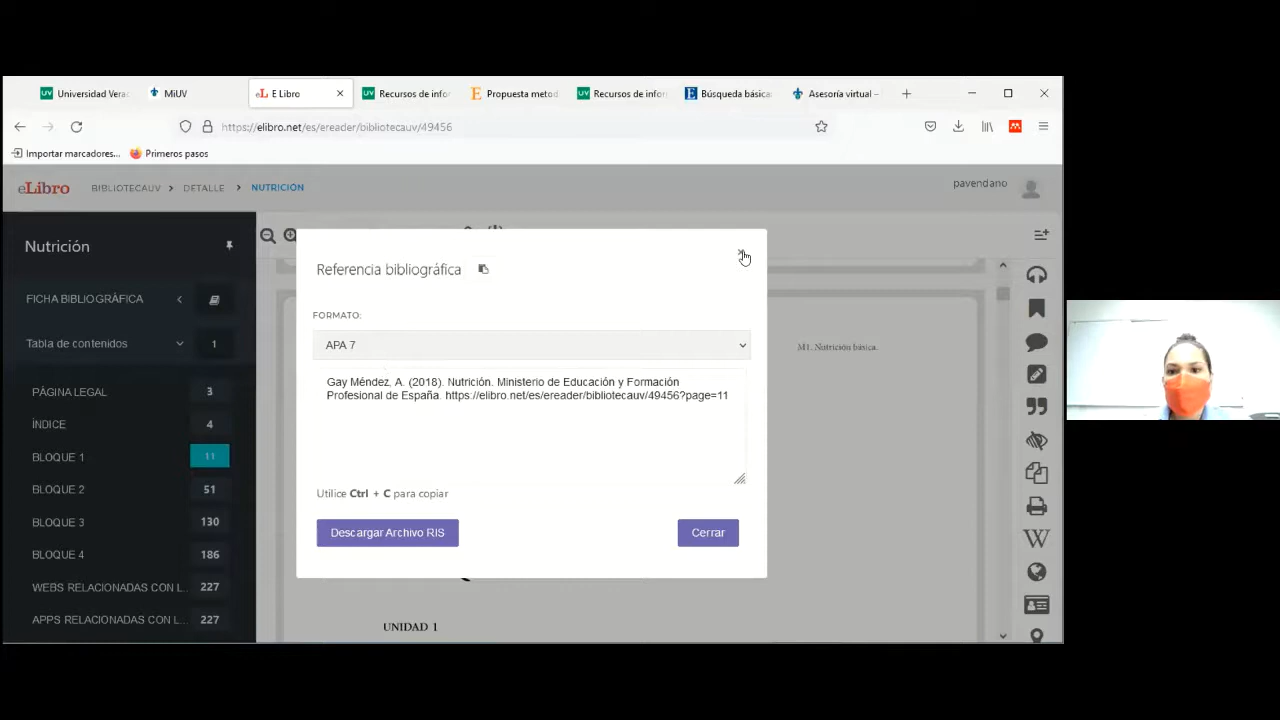 Universidad Verac
MiUV
eL E Libro
UV Recursos de infor
E Propuesta metod
UV Recursos de infor
E Búsqueda básica:
Asesoría virtual –
https://elibro.net/es/ereader/bibliotecauv/49456
Importar marcadores...
Primeros pasos
eLibro
BIBLIOTECAUV > DETALLE > NUTRICIÓN
pavendano
Nutrición
FICHA BIBLIOGRÁFICA
Tabla de contenidos 1
PÁGINA LEGAL 3
ÍNDICE 4
BLOQUE 1 11
BLOQUE 2 51
BLOQUE 3 130
BLOQUE 4 186
WEBS RELACIONADAS CON L... 227
APPS RELACIONADAS CON L... 227
Referencia bibliográfica
FORMATO:
APA 7
Gay Méndez, A. (2018). Nutrición. Ministerio de Educación y Formación
Profesional de España. https://elibro.net/es/ereader/bibliotecauv/49456?page=11
Utilice Ctrl + C para copiar
Descargar Archivo RIS
Cerrar
M1. Nutrición básica.
UNIDAD 1